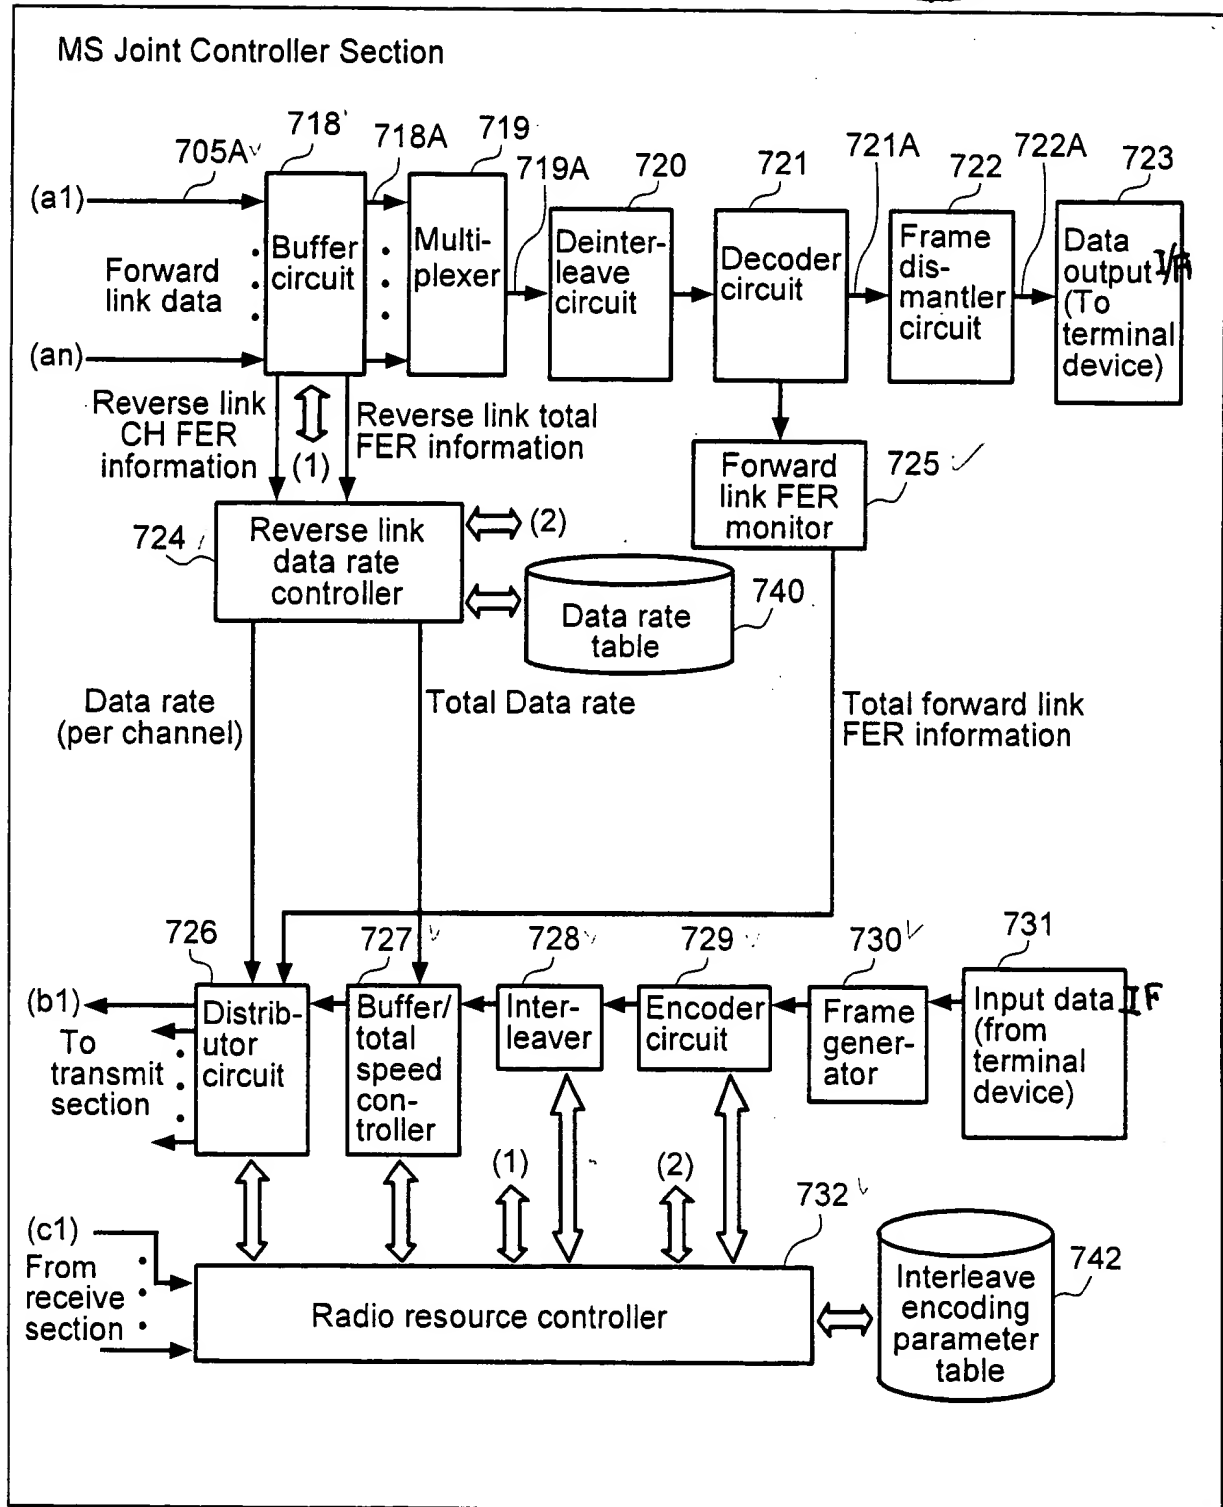 MS Joint Controller Section
718
718A
719
705A
719A
720
721
721A
722
722A
723
(a1)
Forward
link data
(an)
Buffer
circuit
Multi-
plexer
Deinter-
leave
circuit
Decoder
circuit
Frame
dis-
mantler
circuit
Data
output I/F
(To
terminal
device)
Reverse link
CH FER
information
(1)
Reverse link total
FER information
Forward
link FER
monitor
725
724
Reverse link
data rate
controller
(2)
Data rate
table
740
Data rate
(per channel)
Total Data rate
Total forward link
FER information
726
727
728
729
730
731
(b1)
To
transmit
section
Distrib-
utor
circuit
Buffer/
total
speed
con-
troller
Inter-
leaver
Encoder
circuit
Frame
gener-
ator
Input data IF
(from
terminal
device)
(1)
(2)
732
(c1)
From
receive
section
Radio resource controller
Interleave
encoding
parameter
table
742